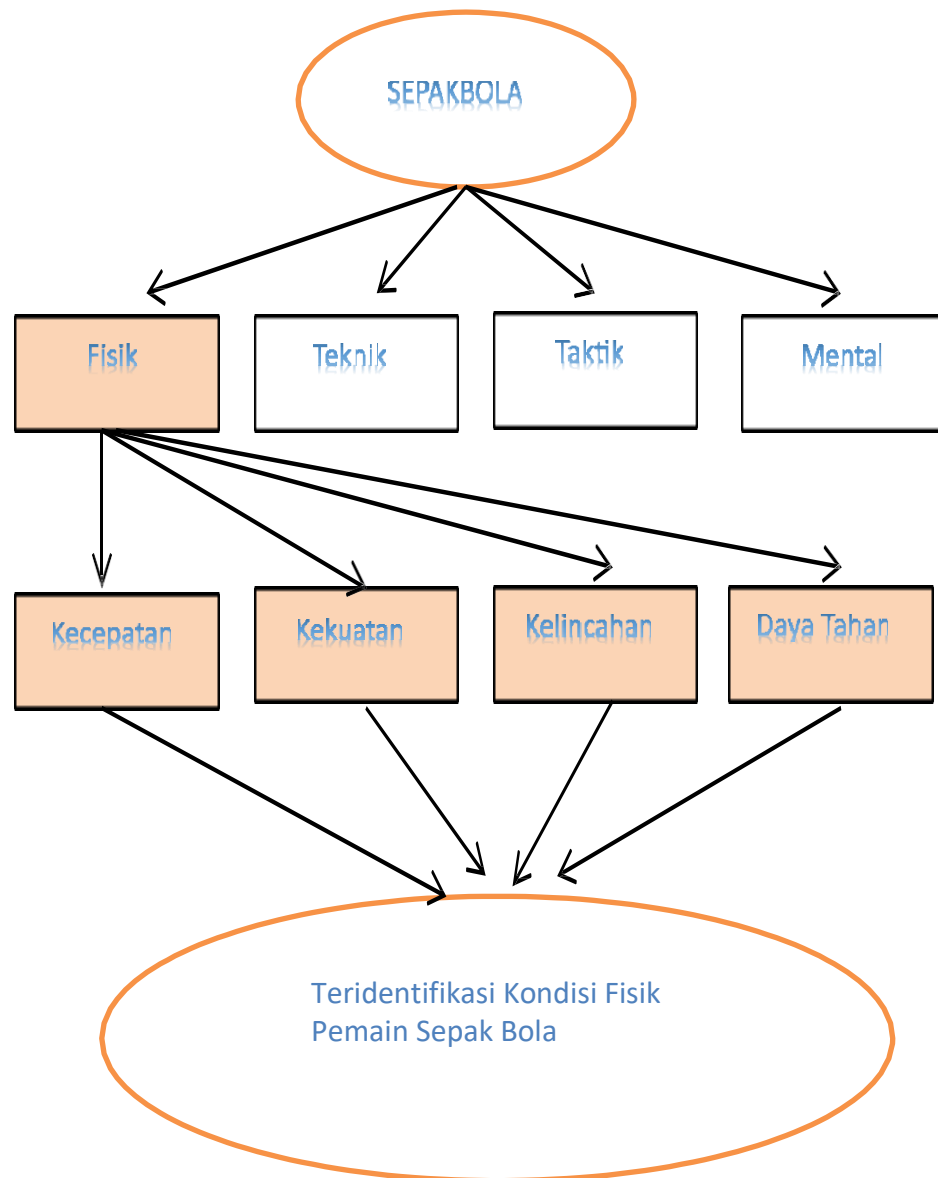 SEPAKBOLA
Fisik
Teknik
Taktik
Mental
Kecepatan
Kekuatan
Kelincahan
Daya Tahan
Teridentifikasi Kondisi Fisik
Pemain Sepak Bola